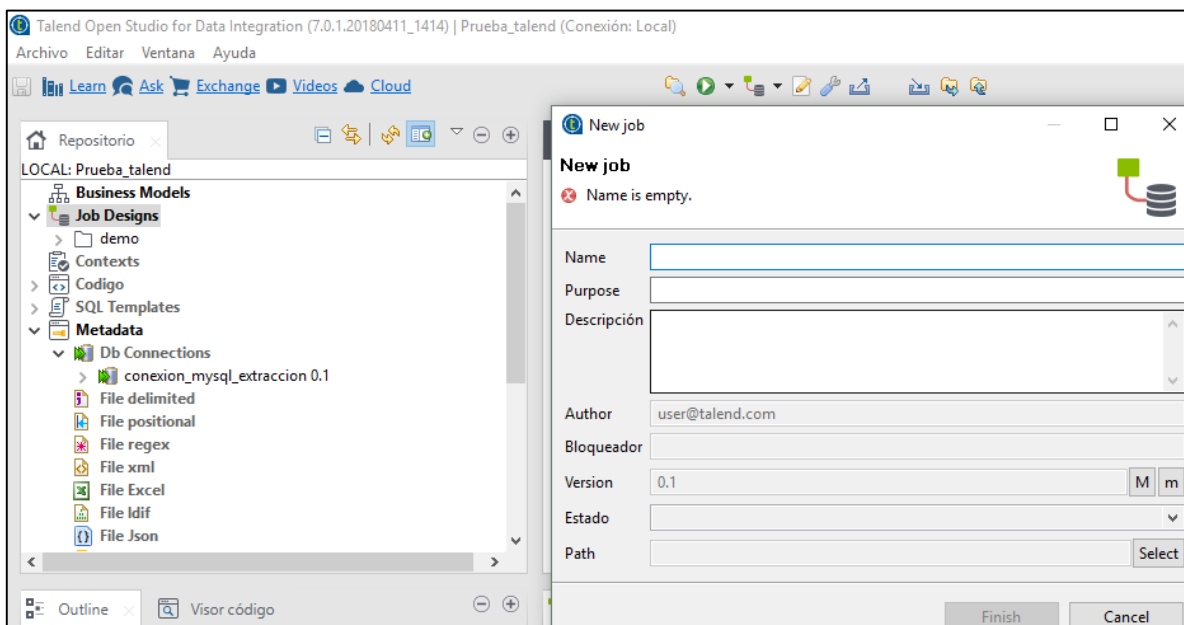 Talend Open Studio for Data Integration (7.0.1.20180411_1414) | Prueba_talend (Conexión: Local)
Archivo Editar Ventana Ayuda
Learn Ask Exchange Videos Cloud
Repositorio
LOCAL: Prueba_talend
Business Models
Job Designs
demo
Contexts
Codigo
SQL Templates
Metadata
Db Connections
conexion_mysql_extraccion 0.1
File delimited
File positional
File regex
File xml
File Excel
File ldif
File Json
Outline
Visor código
New job
New job
Name is empty.
Name
Purpose
Descripción
Author user@talend.com
Bloqueador
Version 0.1 M m
Estado
Path Select
Finish Cancel